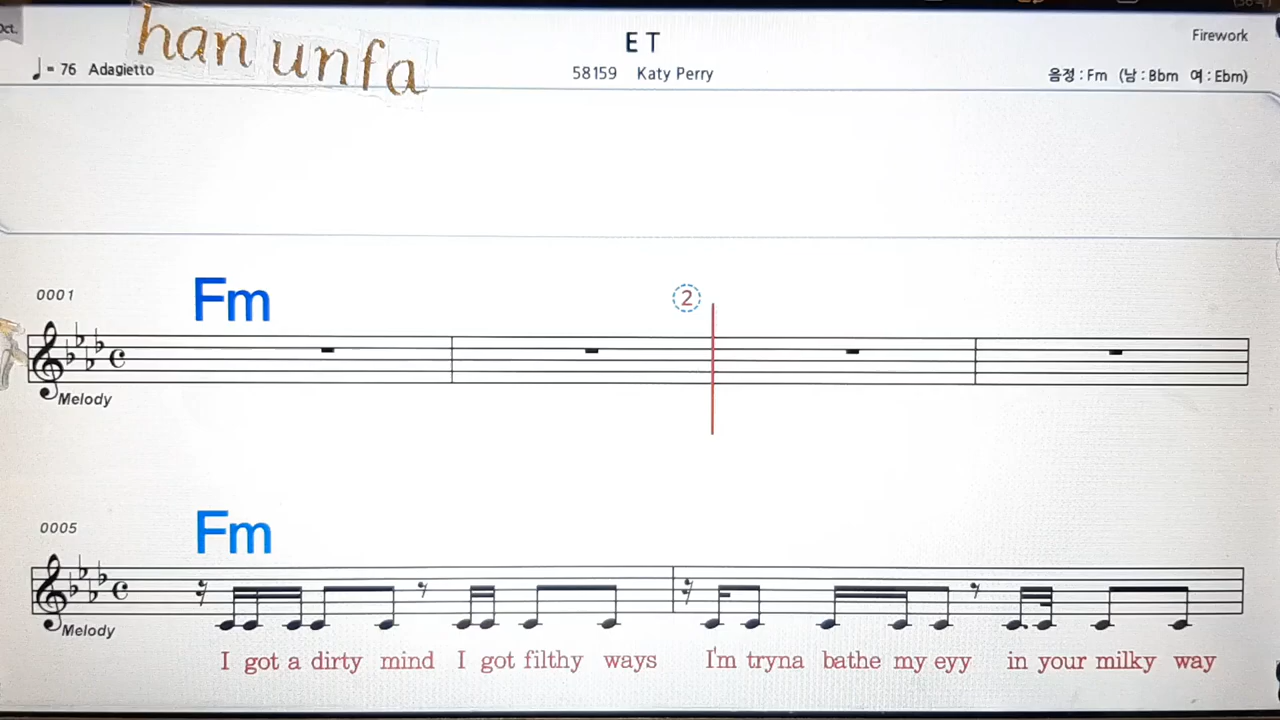 Oct.
han unfa
ET
Firework
♩= 76 Adagietto
58159 Katy Perry
음정 : Fm (남 : Bbm 여 : Ebm)
0001
Fm
2
Melody
0005
Fm
Melody
I got a dirty mind I got filthy ways I'm tryna bathe my eyy in your milky way